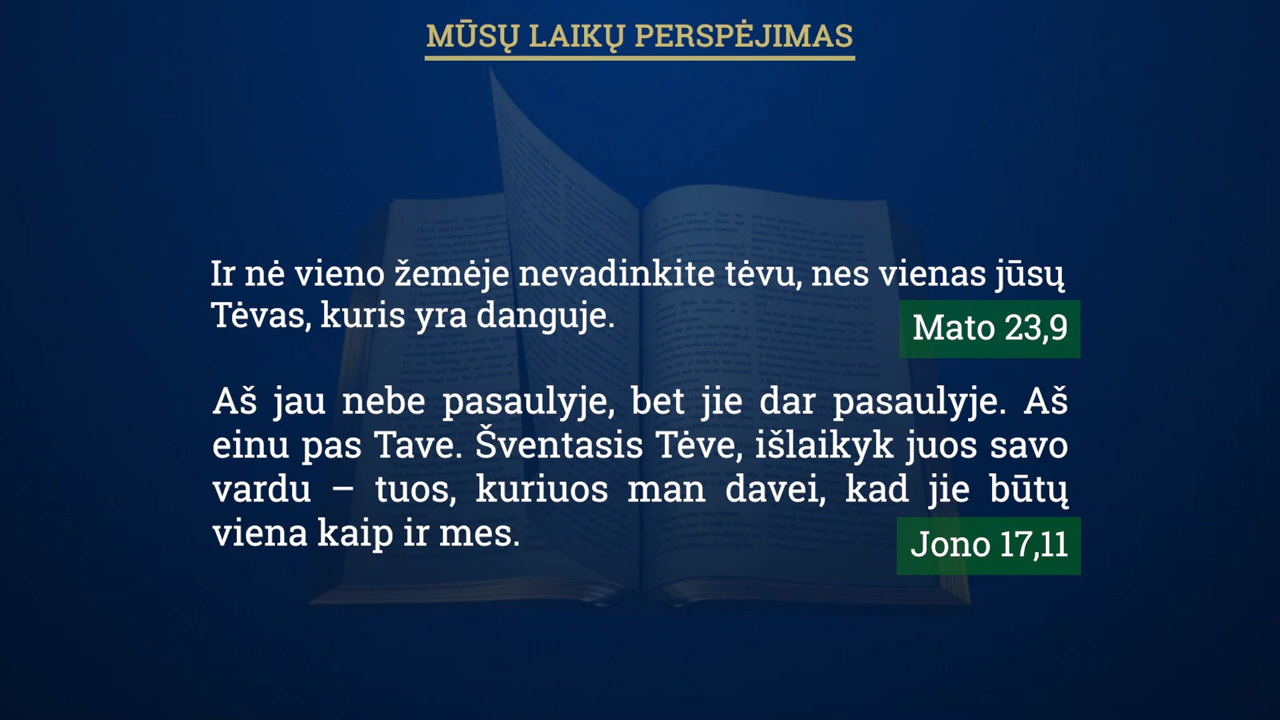 MŪSŲ LAIKŲ PERSPĖJIMAS
Ir nė vieno žemėje nevadinkite tėvu, nes vienas jūsų
Tėvas, kuris yra danguje.
Mato 23,9
Aš jau nebe pasaulyje, bet jie dar pasaulyje. Aš
einu pas Tave. Šventasis Tėve, išlaikyk juos savo
vardu – tuos, kuriuos man davei, kad jie būtų
viena kaip ir mes.
Jono 17,11